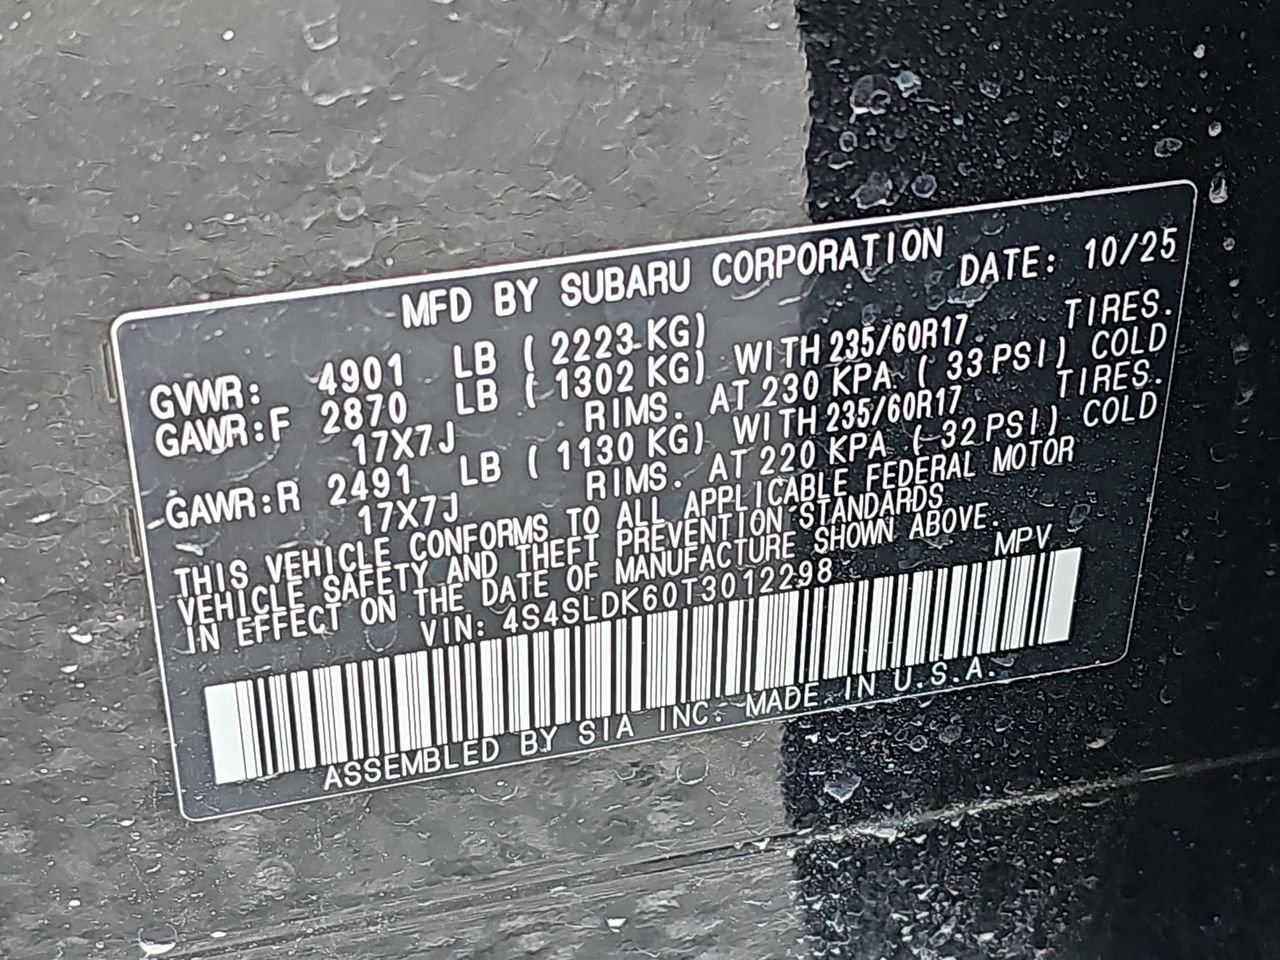 MFD BY SUBARU CORPORATION DATE: 10/25
GVWR: 4901 LB ( 2223 KG)
GAWR:F 2870 LB ( 1302 KG) WITH 235/60R17 TIRES.
17X7J RIMS. AT 230 KPA ( 33 PSI) COLD
GAWR:R 2491 LB ( 1130 KG) WITH 235/60R17 TIRES.
17X7J RIMS. AT 220 KPA ( 32 PSI) COLD
THIS VEHICLE CONFORMS TO ALL APPLICABLE FEDERAL MOTOR
VEHICLE SAFETY AND THEFT PREVENTION STANDARDS
IN EFFECT ON THE DATE OF MANUFACTURE SHOWN ABOVE.
VIN: 4S4SLDK60T3012298 MPV
ASSEMBLED BY SIA INC. MADE IN U.S.A.